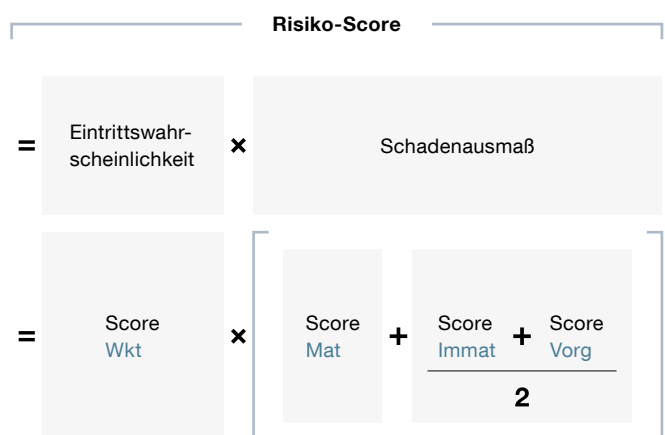 Risiko-Score
= Eintrittswahr-
scheinlichkeit × Schadenausmaß
= Score Wkt × [ Score Mat + Score Immat + Score Vorg
2 ]